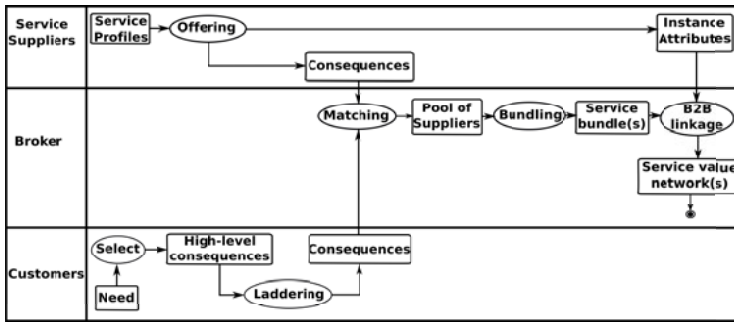 Service
Suppliers
Service
Profiles
Offering
Instance
Attributes
Consequences
Broker
Matching
Pool of
Suppliers
Bundling
Service
bundle(s)
B2B
linkage
Service value
network(s)
Customers
Select
High-level
consequences
Consequences
Need
Laddering